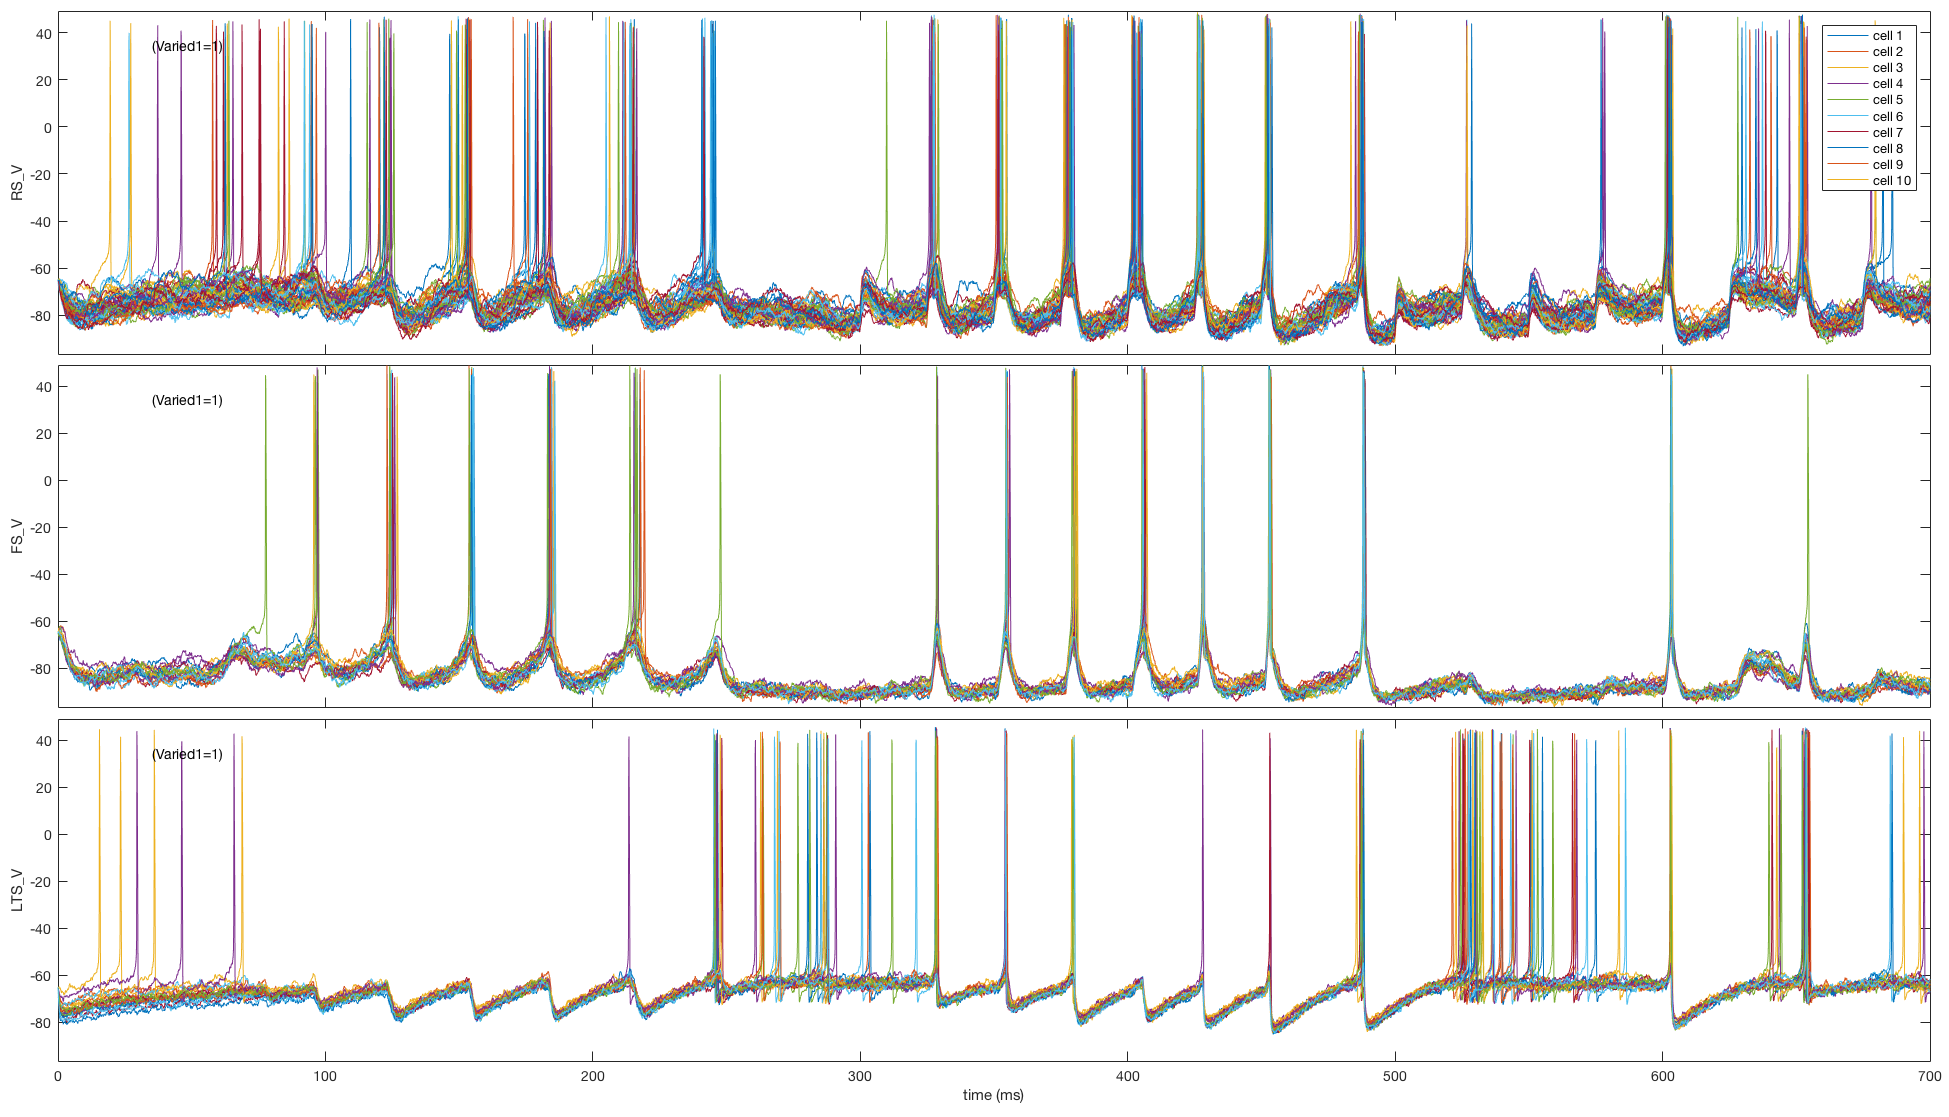 RS_V
40
20
0
-20
-40
-60
-80
(Varied1=1)
cell 1
cell 2
cell 3
cell 4
cell 5
cell 6
cell 7
cell 8
cell 9
cell 10
FS_V
40
20
0
-20
-40
-60
-80
(Varied1=1)
LTS_V
40
20
0
-20
-40
-60
-80
(Varied1=1)
0 100 200 300 400 500 600 700
time (ms)